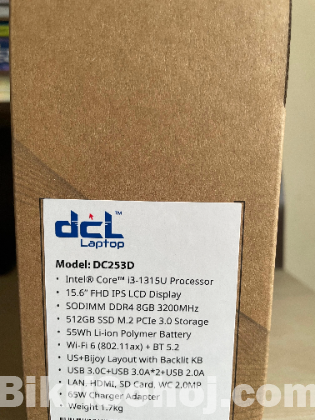 dcL™
Laptop
Model: DC253D
• Intel® Core™ i3-1315U Processor
• 15.6” FHD IPS LCD Display
• SODIMM DDR4 8GB 3200MHz
• 512GB SSD M.2 PCIe 3.0 Storage
• 55Wh Li-ion Polymer Battery
• Wi-Fi 6 (802.11ax) + BT 5.2
• US+Bijoy Layout with Backlit KB
• USB 3.0C+USB 3.0A*2+USB 2.0A
• LAN, HDMI, SD Card, WC 2.0MP
• 65W Charger Adapter
• Weight 1.7kg